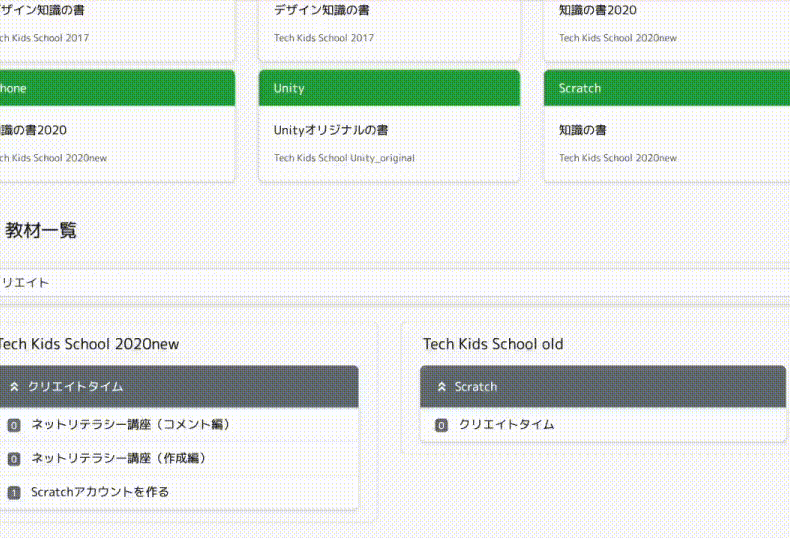 ザイン知識の書
ch Kids School 2017
デザイン知識の書
Tech Kids School 2017
知識の書2020
Tech Kids School 2020new
hone
識の書2020
ch Kids School 2020new
Unity
Unityオリジナルの書
Tech Kids School Unity_original
Scratch
知識の書
Tech Kids School 2020new
教材一覧
リエイト
Tech Kids School 2020new
クリエイトタイム
0 ネットリテラシー講座（コメント編）
0 ネットリテラシー講座（作成編）
1 Scratchアカウントを作る
Tech Kids School old
Scratch
0 クリエイトタイム